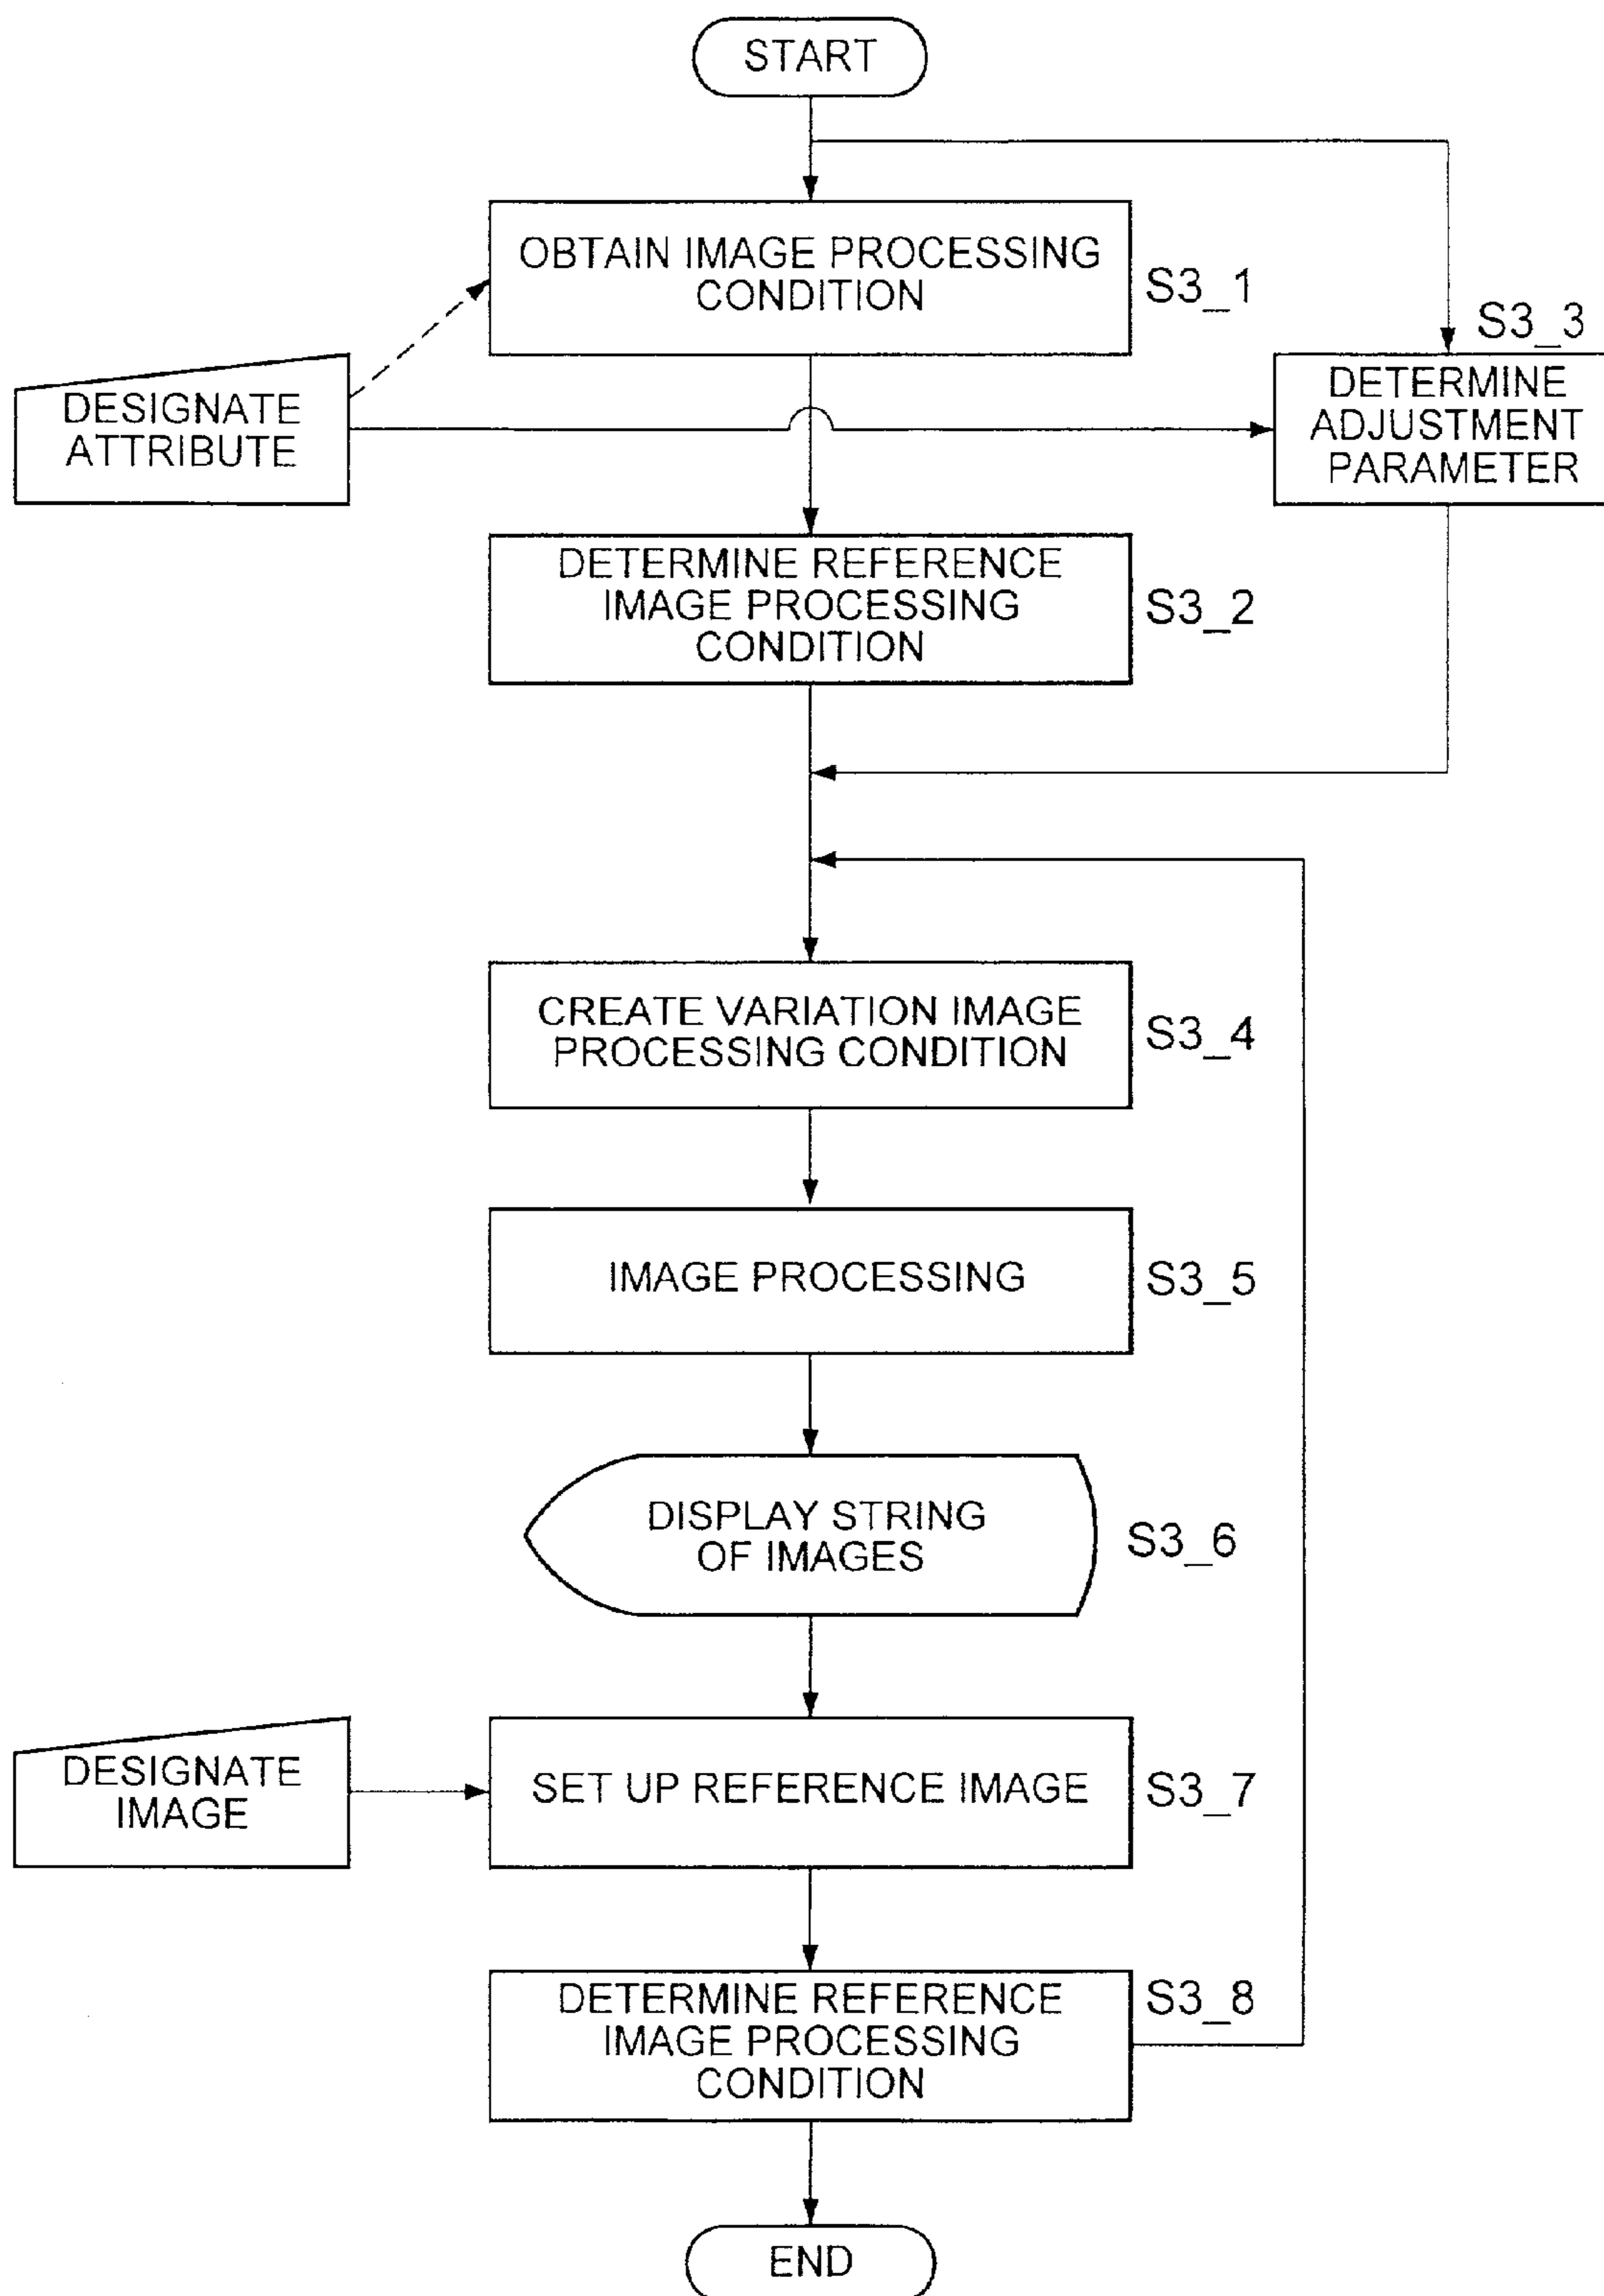 START
OBTAIN IMAGE PROCESSING
CONDITION
S3_1
S3_3
DESIGNATE
ATTRIBUTE
DETERMINE
ADJUSTMENT
PARAMETER
DETERMINE REFERENCE
IMAGE PROCESSING
CONDITION
S3_2
CREATE VARIATION IMAGE
PROCESSING CONDITION
S3_4
IMAGE PROCESSING
S3_5
DISPLAY STRING
OF IMAGES
S3_6
DESIGNATE
IMAGE
SET UP REFERENCE IMAGE
S3_7
DETERMINE REFERENCE
IMAGE PROCESSING
CONDITION
S3_8
END